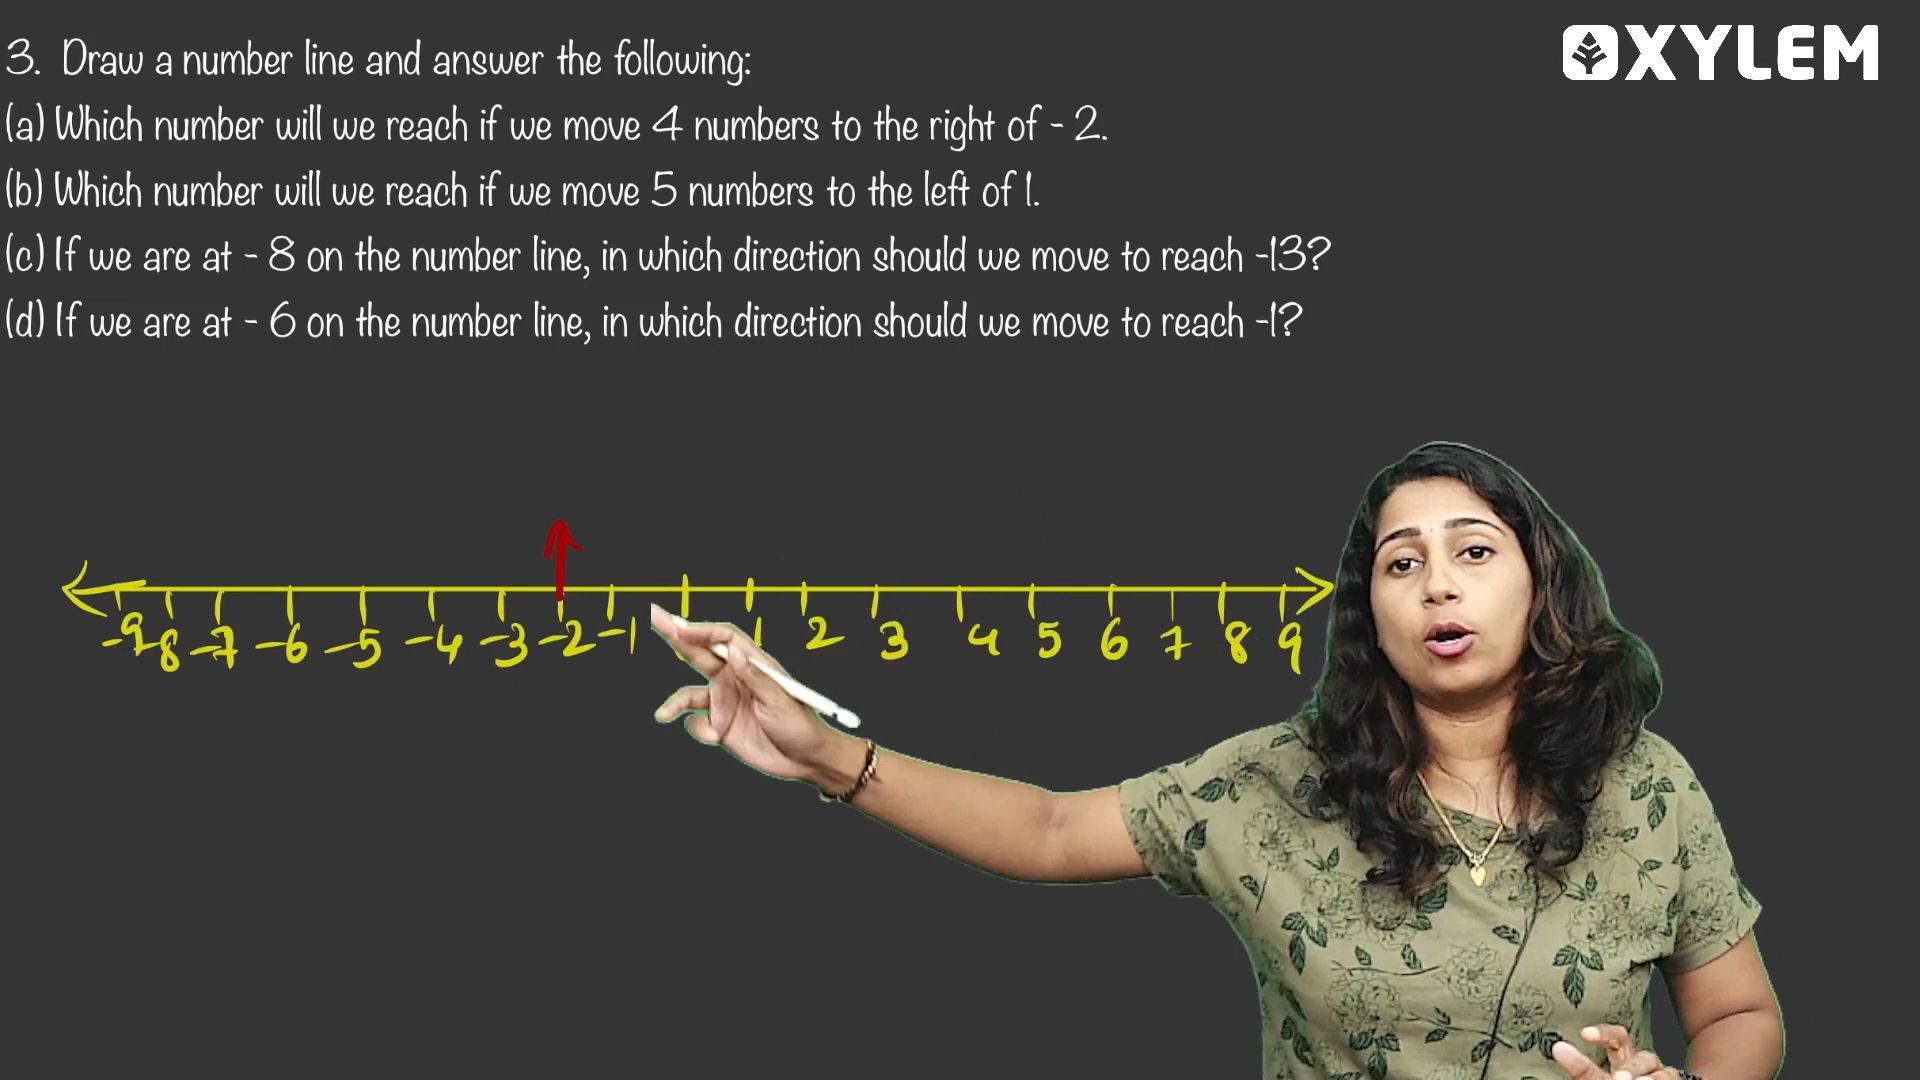 XYLEM
3. Draw a number line and answer the following:
(a) Which number will we reach if we move 4 numbers to the right of - 2.
(b) Which number will we reach if we move 5 numbers to the left of 1.
(c) If we are at - 8 on the number line, in which direction should we move to reach -13?
(d) If we are at - 6 on the number line, in which direction should we move to reach -1?
-9 -8 -7 -6 -5 -4 -3 -2 -1 1 2 3 4 5 6 7 8 9